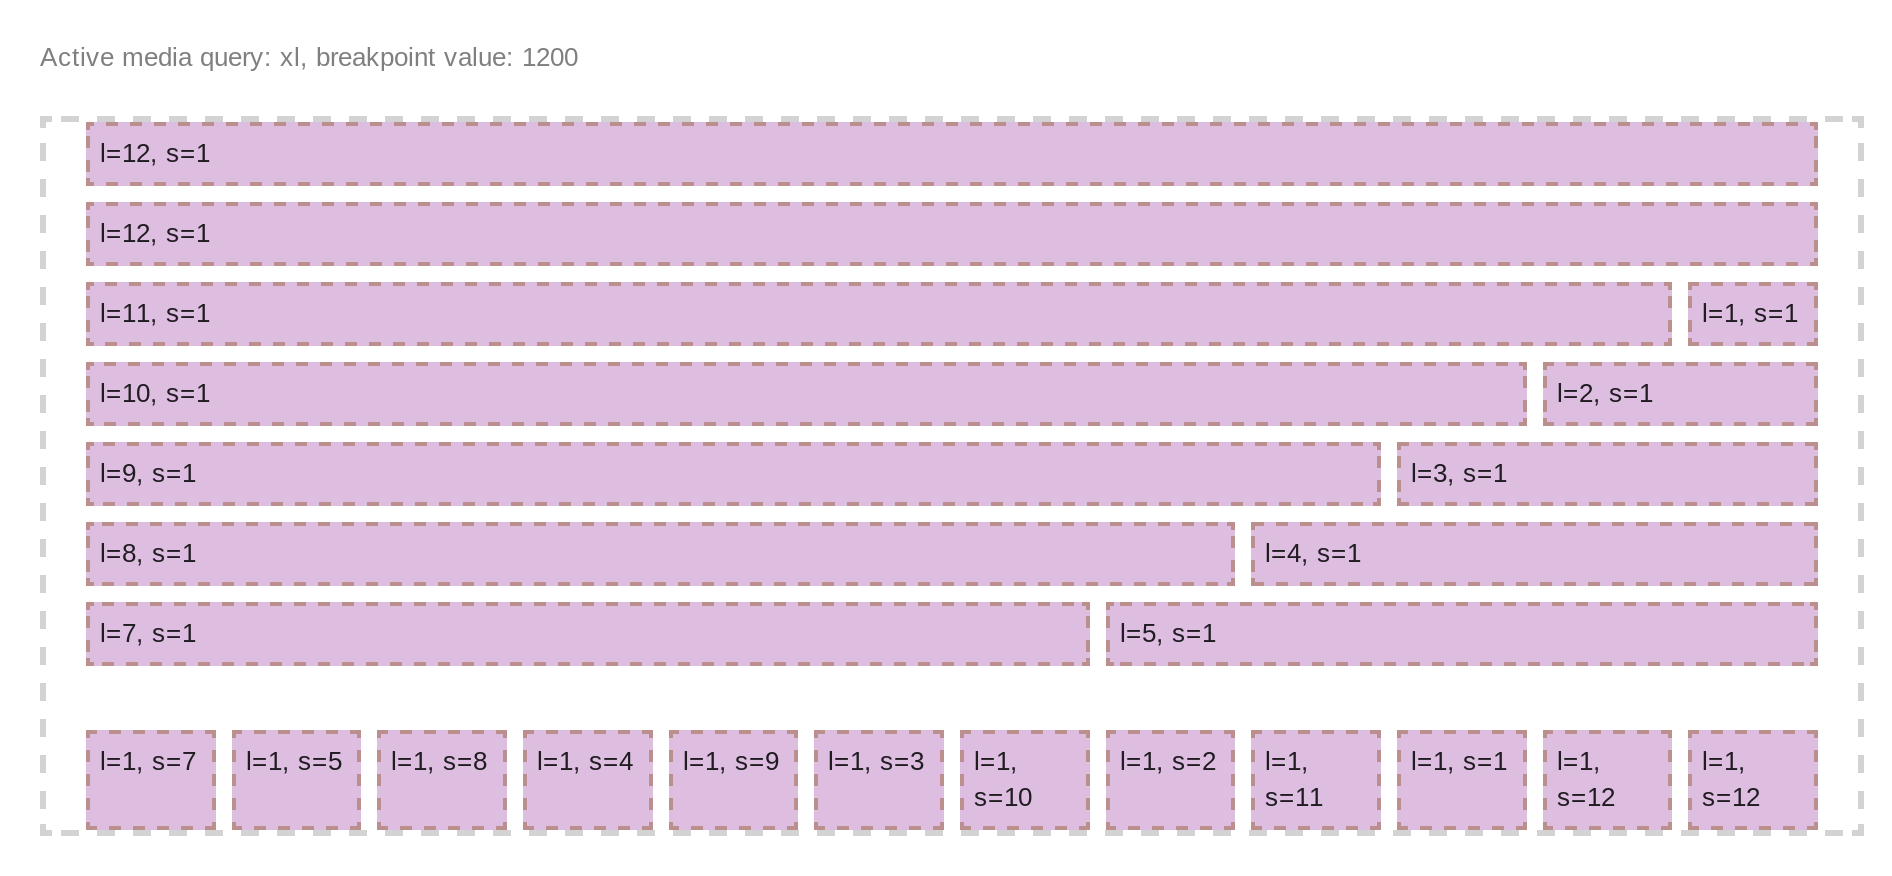 Active media query: xl, breakpoint value: 1200
l=12, s=1
l=12, s=1
l=11, s=1
l=1, s=1
l=10, s=1
l=2, s=1
l=9, s=1
l=3, s=1
l=8, s=1
l=4, s=1
l=7, s=1
l=5, s=1
l=1, s=7
l=1, s=5
l=1, s=8
l=1, s=4
l=1, s=9
l=1, s=3
l=1,
s=10
l=1, s=2
l=1,
s=11
l=1, s=1
l=1,
s=12
l=1,
s=12